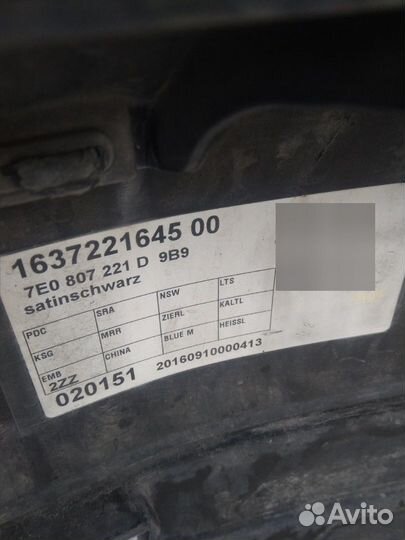 1637221645 00
7E0 807 221 D 9B9
satinschwarz
PDC SRA NSW LTS
KSG MRR ZIERL KALTL
EMB CHINA BLUE M HEISSL
2ZZ
020151 20160910000413
Avito